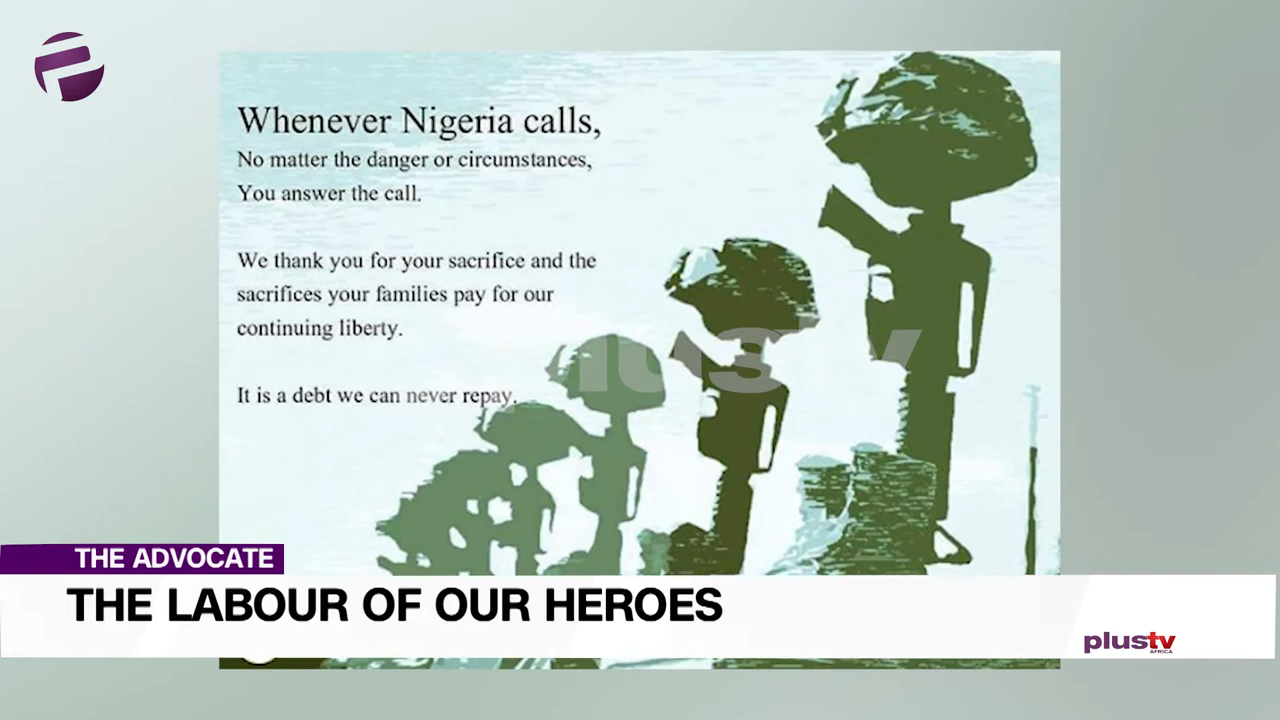 Whenever Nigeria calls,
No matter the danger or circumstances,
You answer the call.
We thank you for your sacrifice and the
sacrifices your families pay for our
continuing liberty.
It is a debt we can never repay.
plustv
THE ADVOCATE
THE LABOUR OF OUR HEROES
plustv
AFRICA